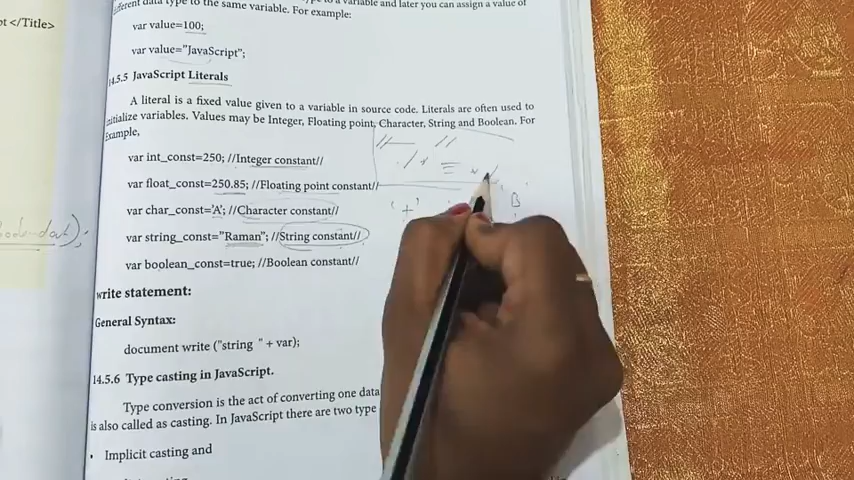 pt </Title>
different data type to the same variable. For example:
var value=100;
var value="JavaScript";
14.5.5 JavaScript Literals
A literal is a fixed value given to a variable in source code. Literals are often used to
initialize variables. Values may be Integer, Floating point, Character, String and Boolean. For
Example,
var int_const=250; //Integer constant//
var float_const=250.85; //Floating point constant//
var char_const='A'; //Character constant//
'+' B
var string_const="Raman"; //String constant//
var boolean_const=true; //Boolean constant//
write statement:
General Syntax:
document write ("string " + var);
14.5.6 Type casting in JavaScript.
Type conversion is the act of converting one data
is also called as casting. In JavaScript there are two type
• Implicit casting and